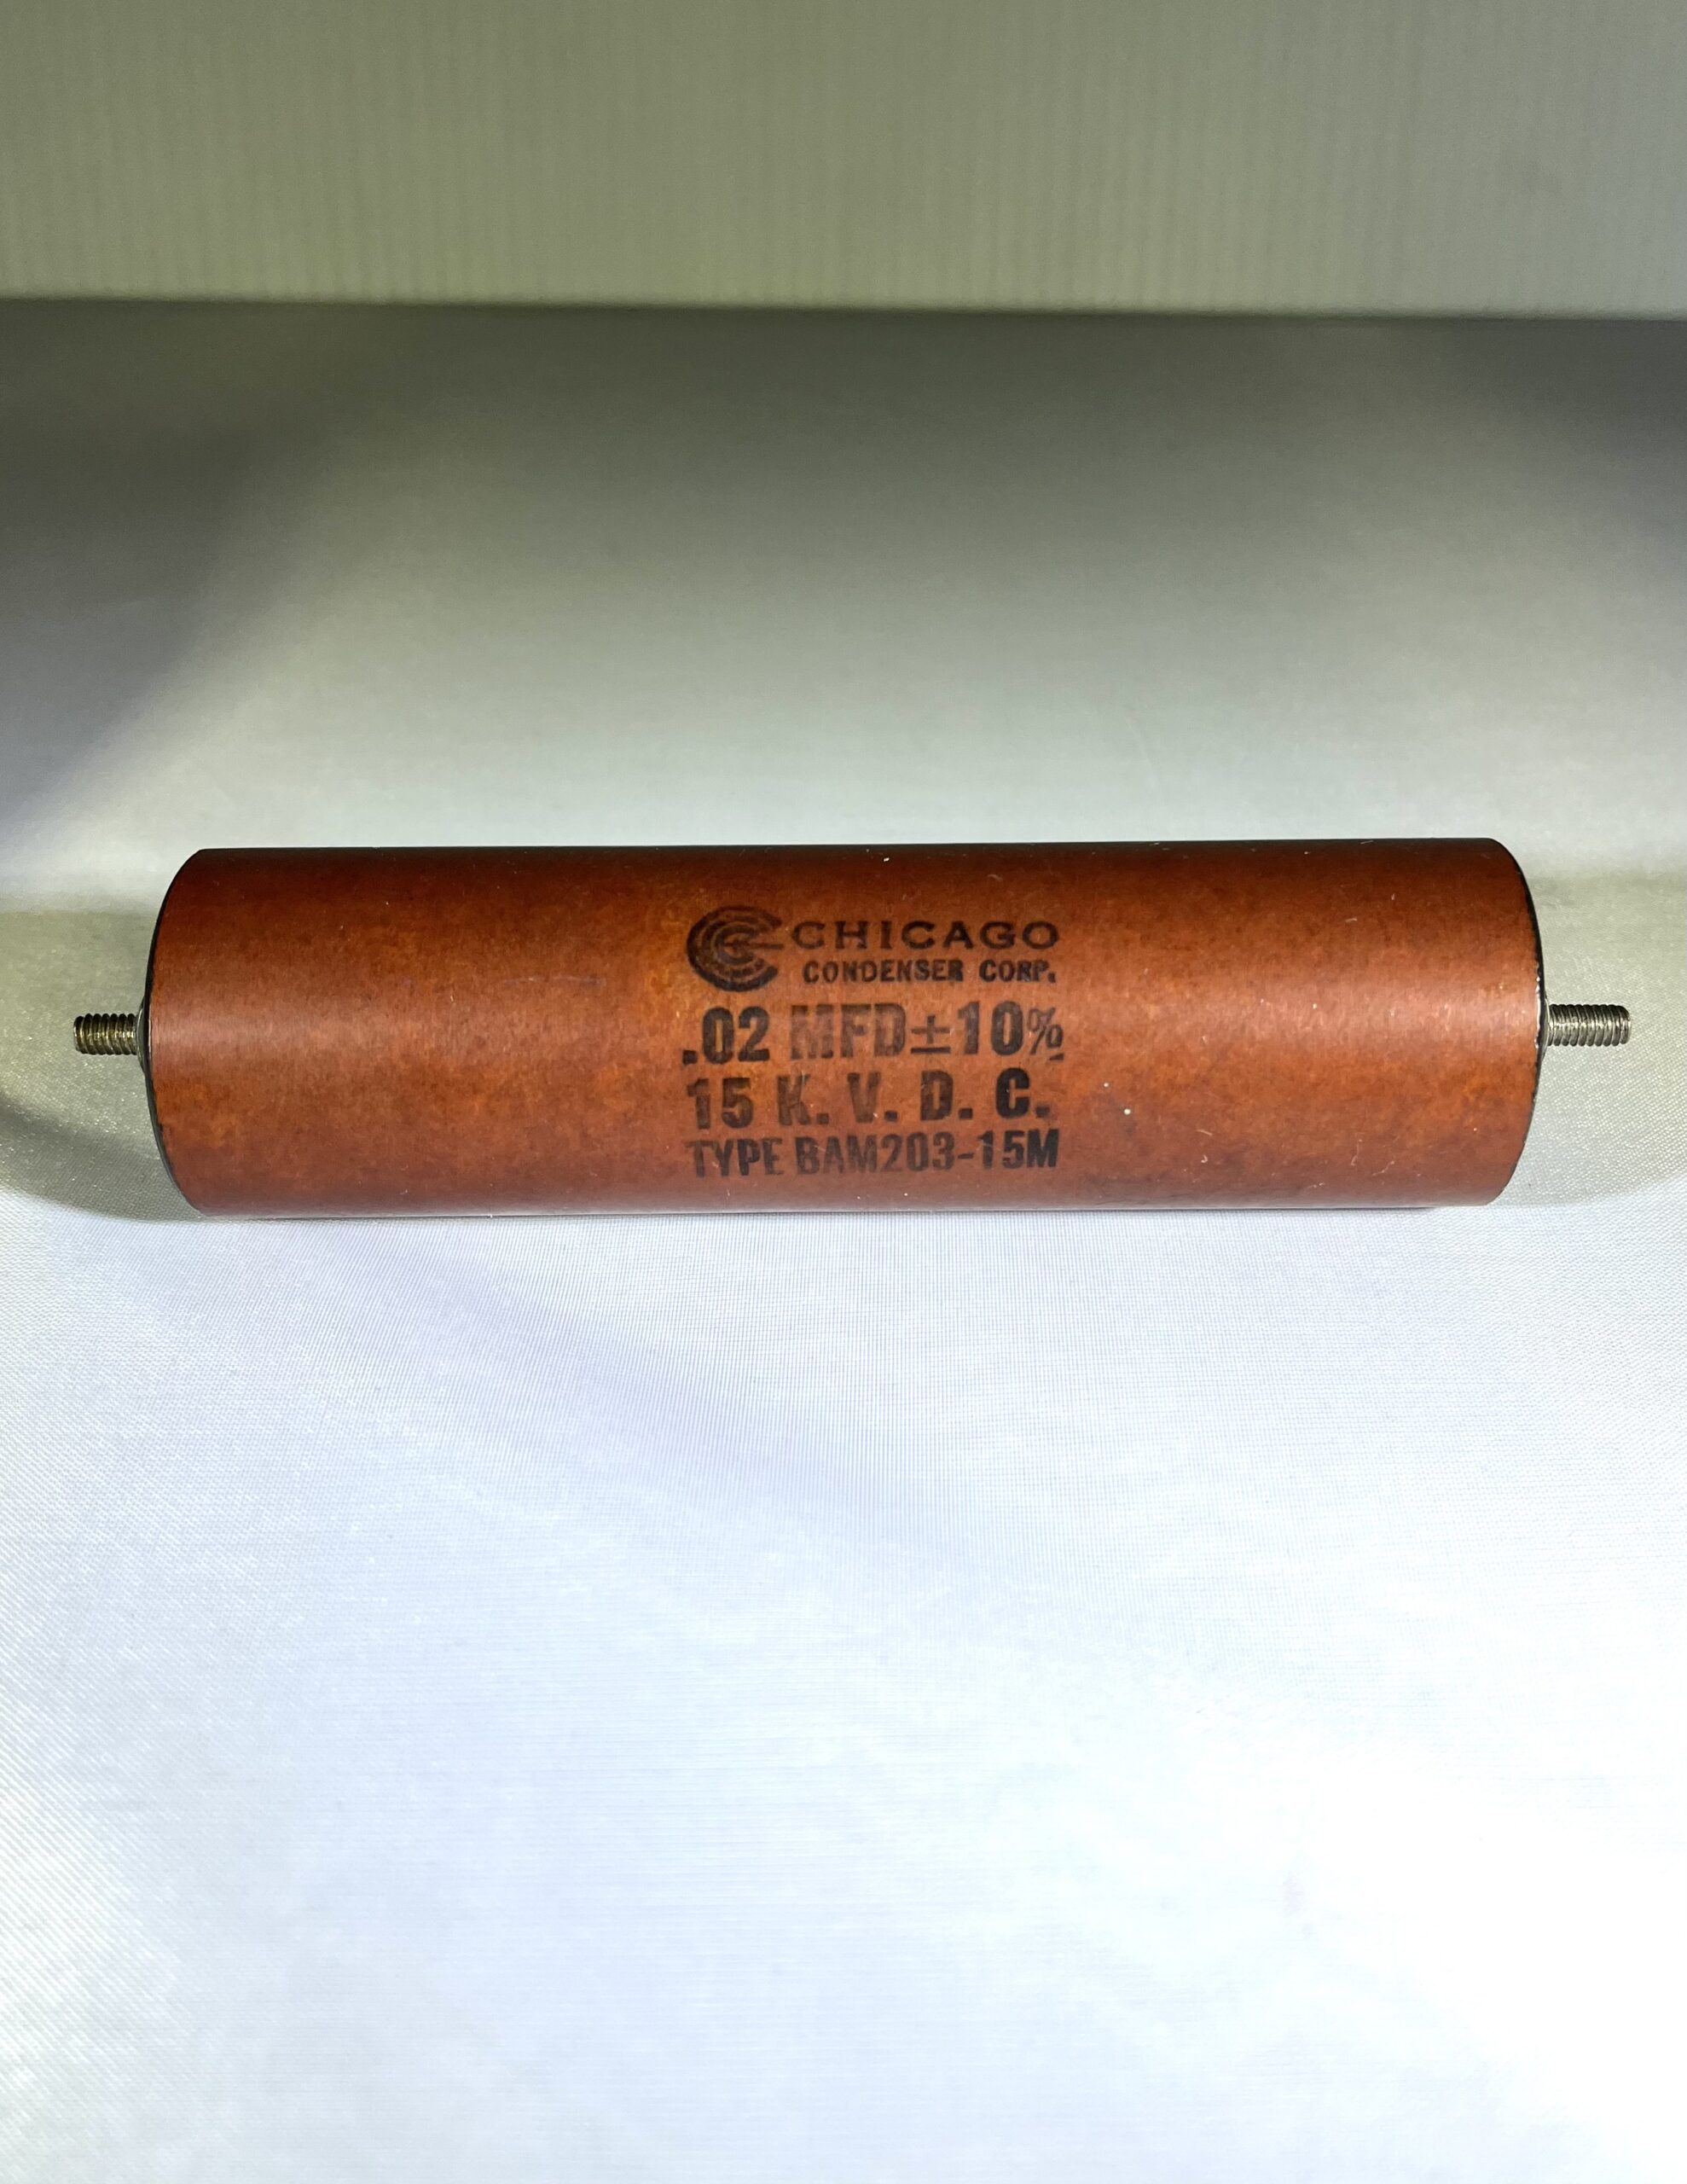 CHICAGO
CONDENSER CORP.
.02 MFD±10%
15 K. V. D. C.
TYPE BAM203-15M